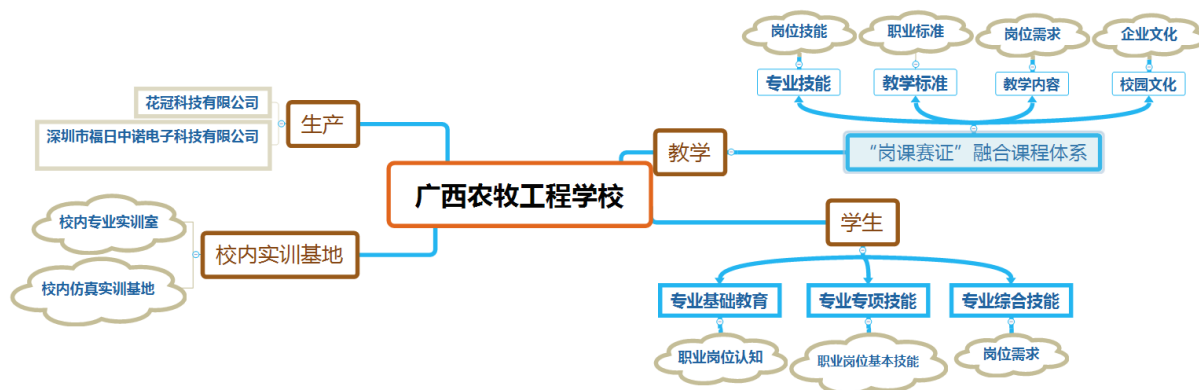 岗位技能
职业标准
岗位需求
企业文化
专业技能
教学标准
教学内容
校园文化
花冠科技有限公司
深圳市福日中诺电子科技有限公司
生产
教学
“岗课赛证”融合课程体系
广西农牧工程学校
学生
校内专业实训室
校内仿真实训基地
校内实训基地
专业基础教育
专业专项技能
专业综合技能
职业岗位认知
职业岗位基本技能
岗位需求